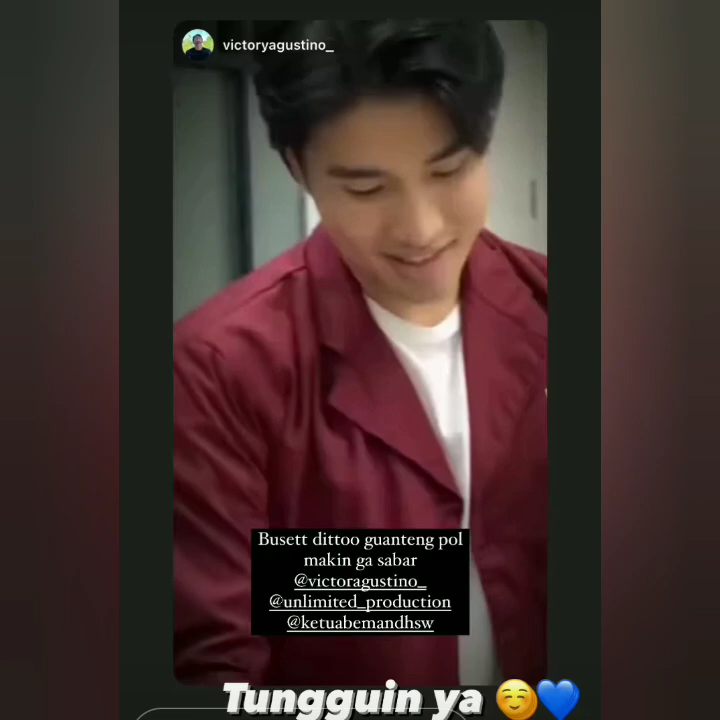 victoryagustino_
Busett dittoo guanteng pol
makin ga sabar
@victoragustino_
@unlimited_production
@ketuabemandhsw
Tungguin ya ☺️💙